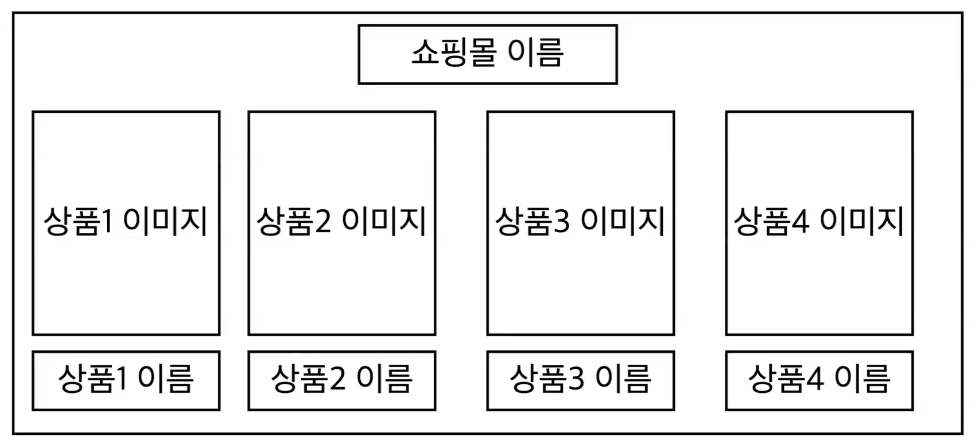 쇼핑몰 이름
상품1 이미지
상품2 이미지
상품3 이미지
상품4 이미지
상품1 이름
상품2 이름
상품3 이름
상품4 이름